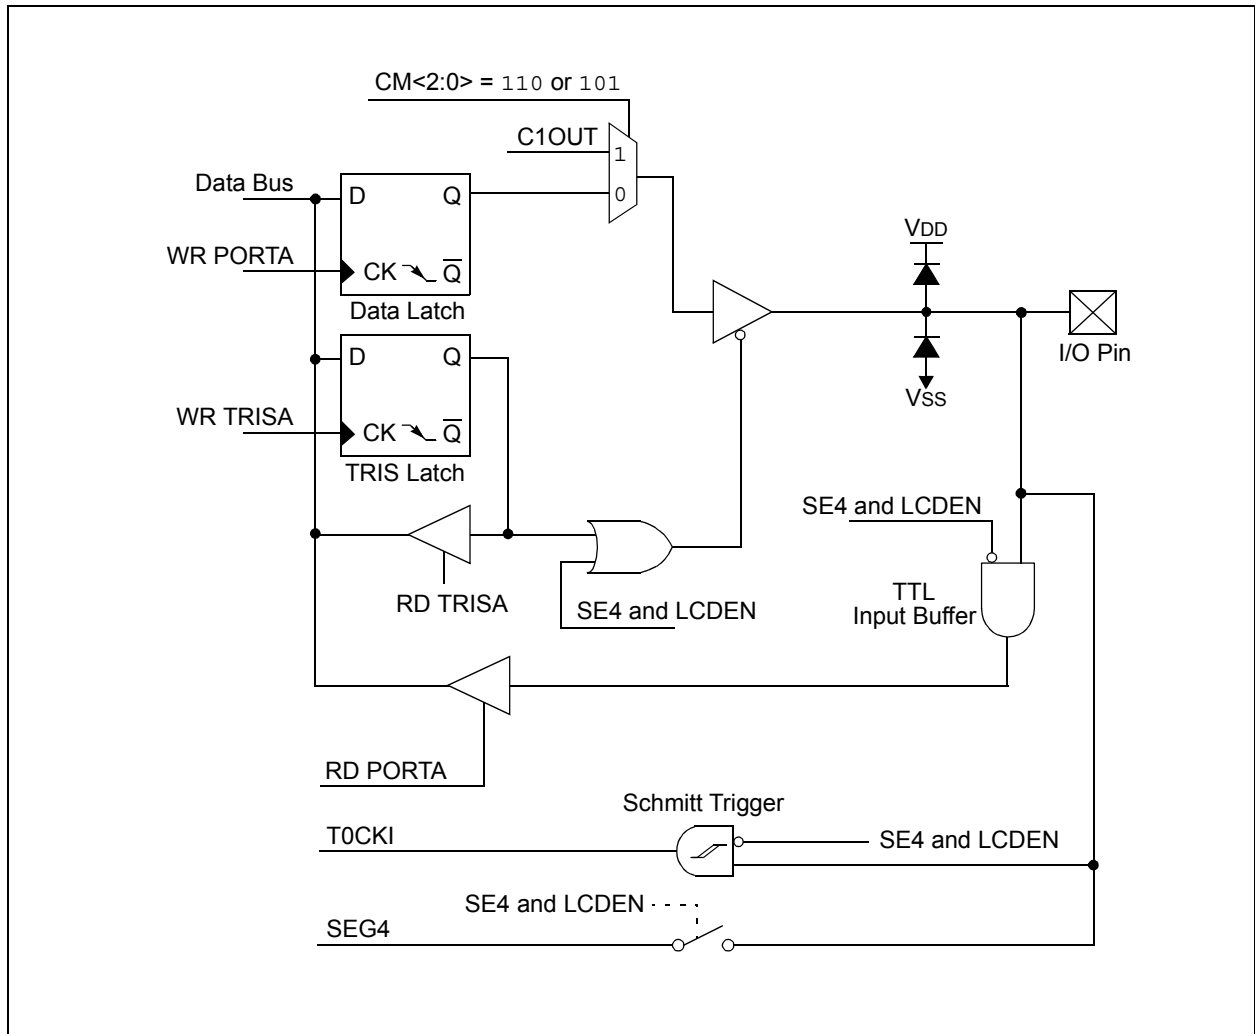 CM<2:0> = 110 or 101
C1OUT
1
0
Data Bus
D Q
WR PORTA
CK Q̅
Data Latch
VDD
I/O Pin
VSS
D Q
WR TRISA
CK Q̅
TRIS Latch
SE4 and LCDEN
RD TRISA
SE4 and LCDEN
TTL
Input Buffer
RD PORTA
Schmitt Trigger
T0CKI
SE4 and LCDEN
SE4 and LCDEN
SEG4